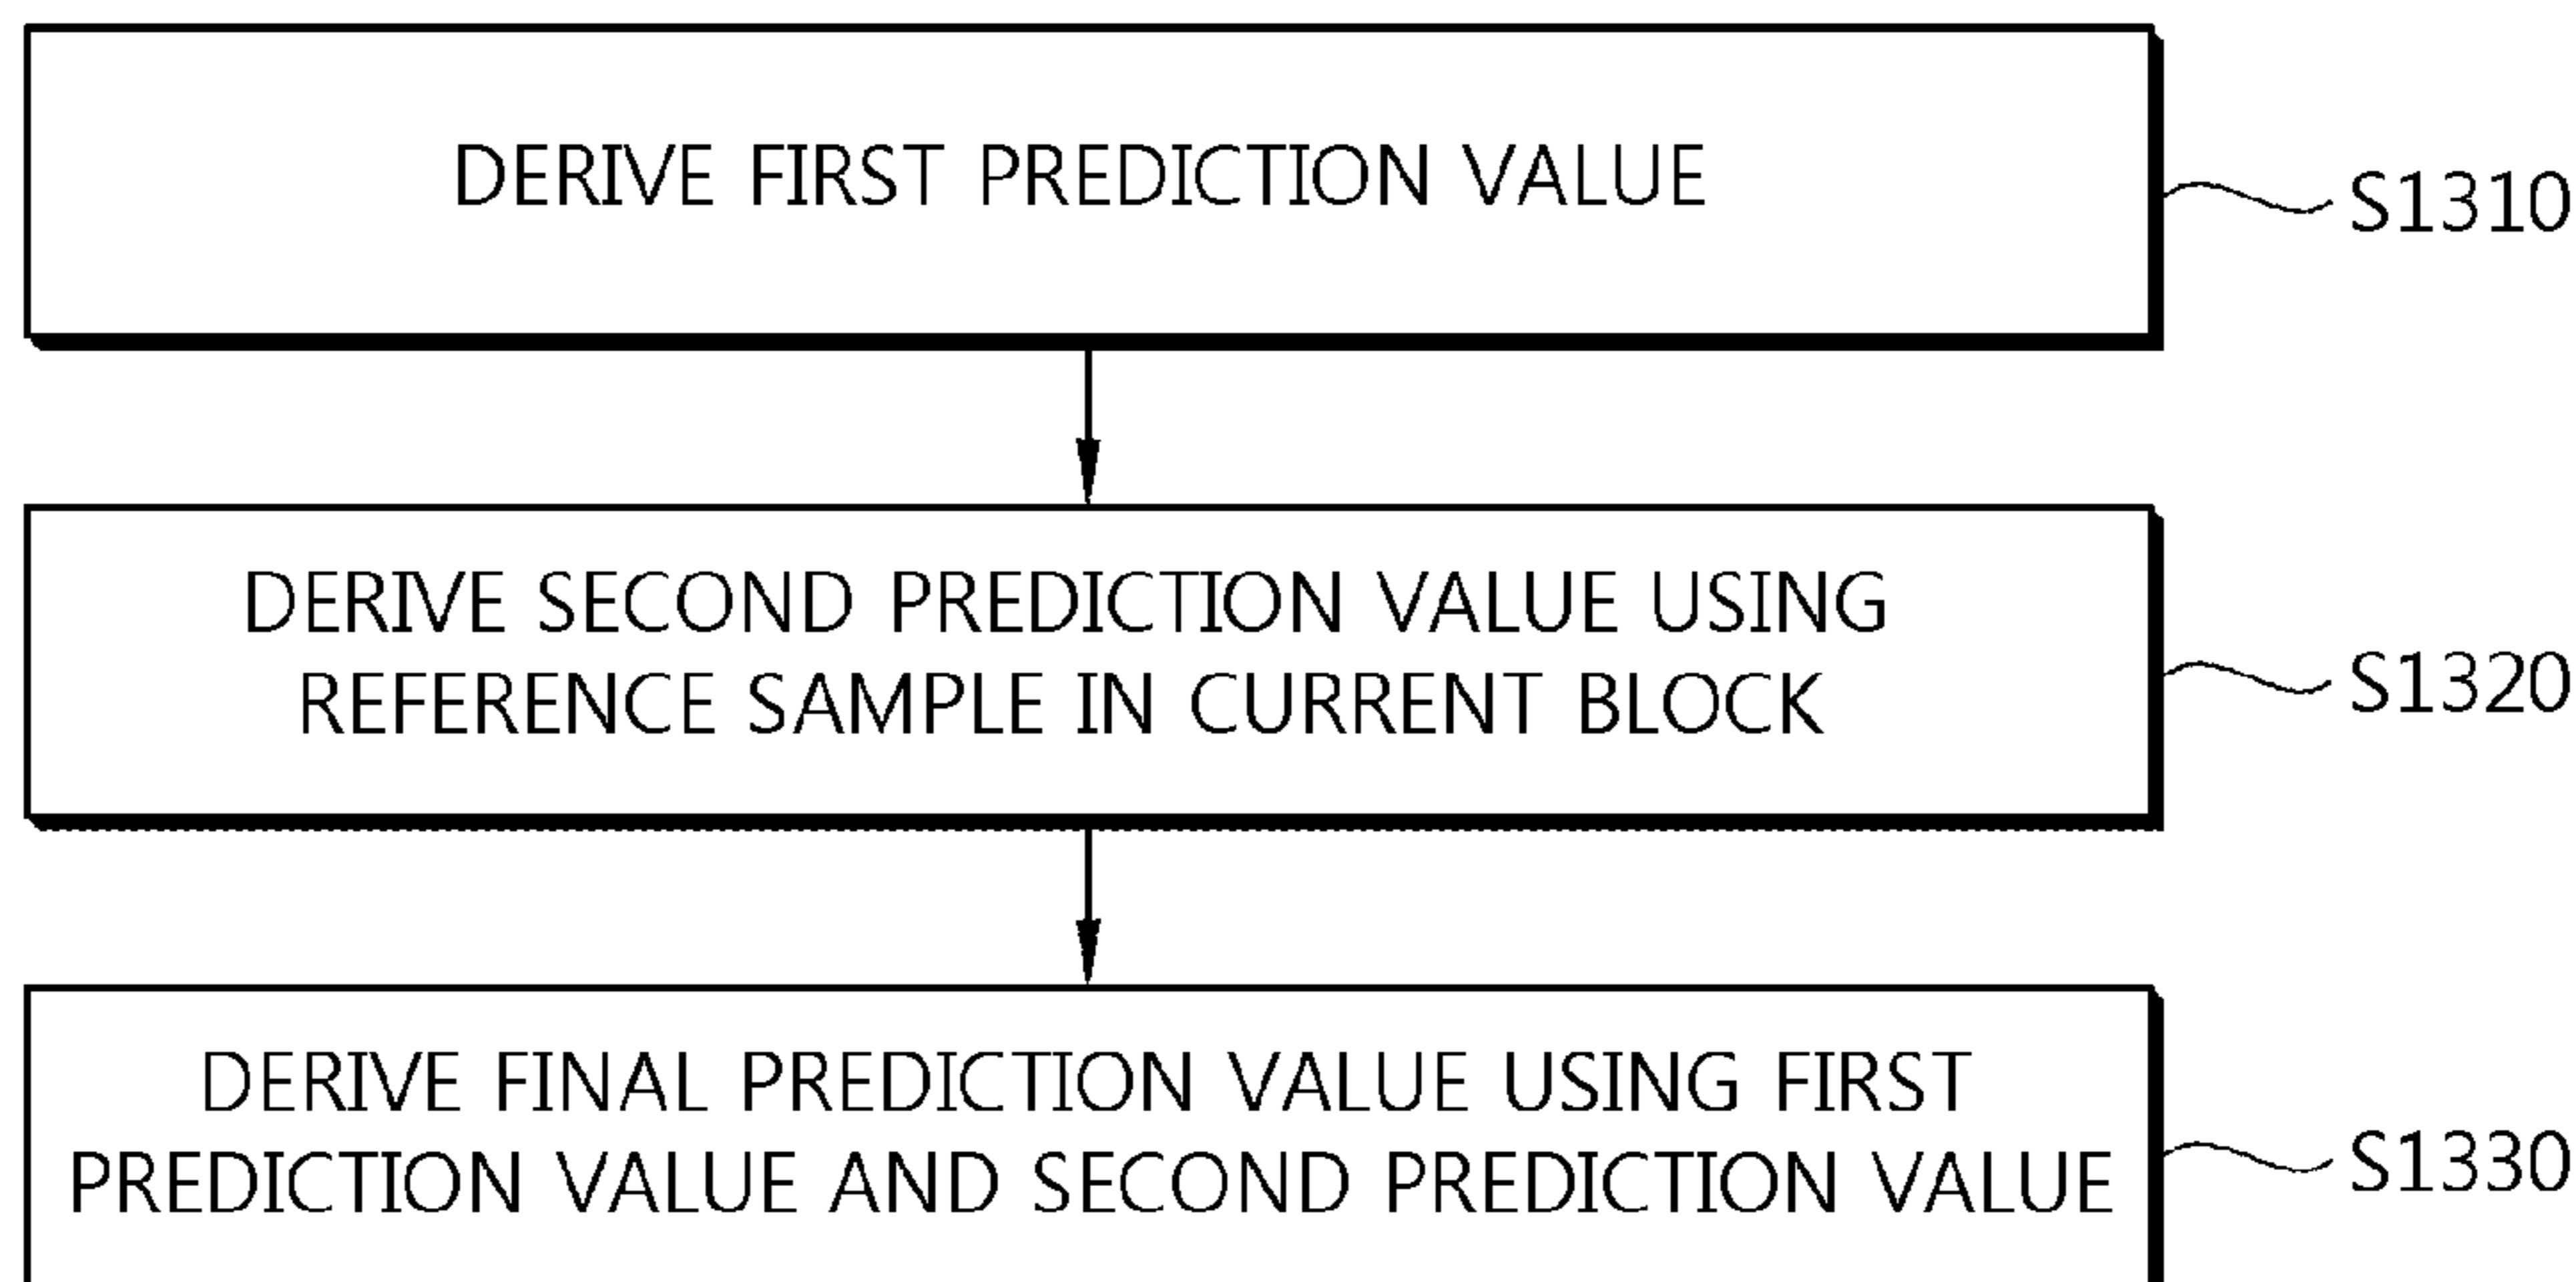 DERIVE FIRST PREDICTION VALUE
S1310
DERIVE SECOND PREDICTION VALUE USING
REFERENCE SAMPLE IN CURRENT BLOCK
S1320
DERIVE FINAL PREDICTION VALUE USING FIRST
PREDICTION VALUE AND SECOND PREDICTION VALUE
S1330